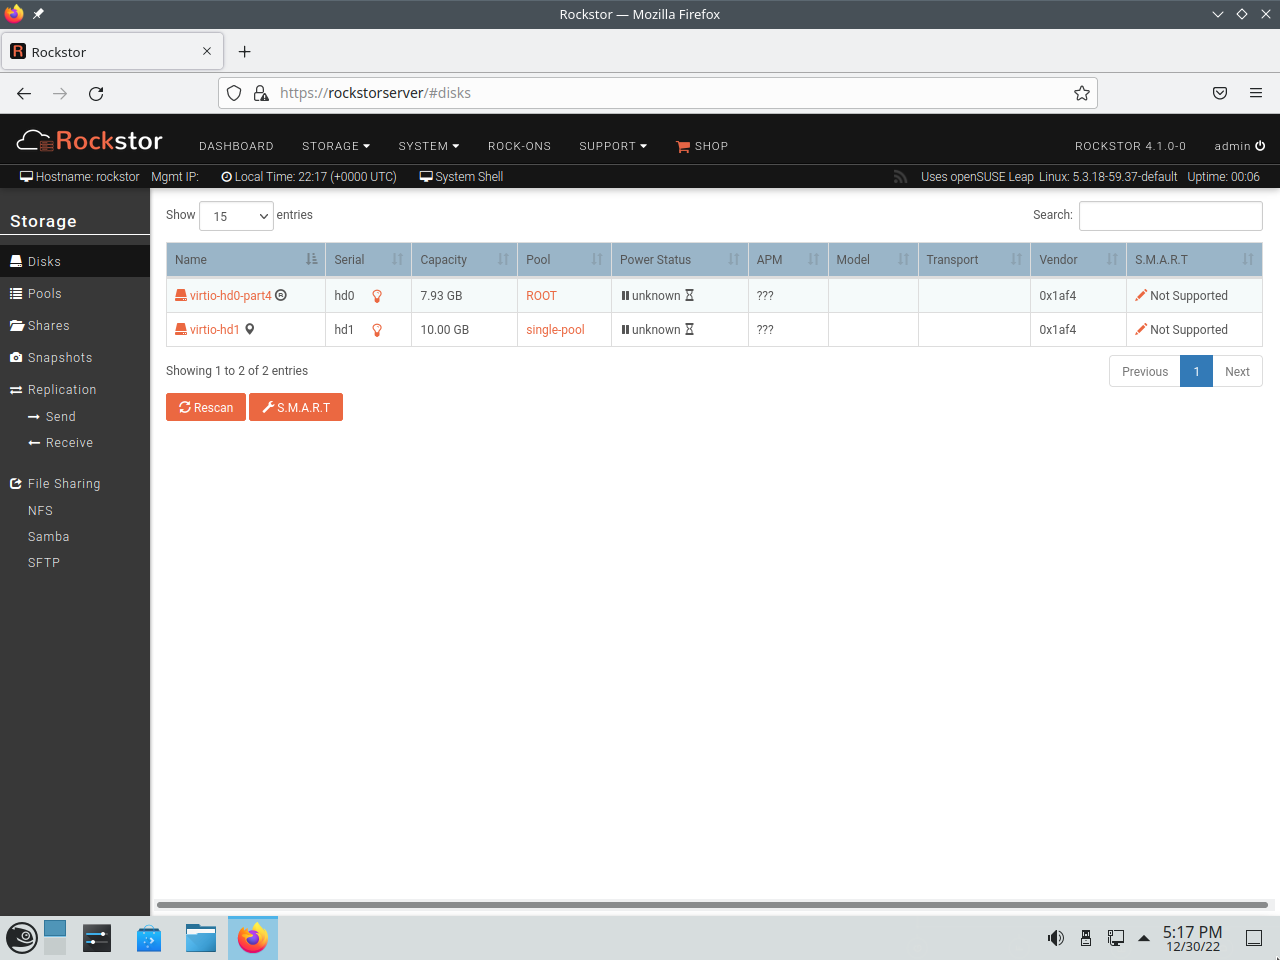 Rockstor — Mozilla Firefox
Rockstor
https://rockstorserver/#disks
Rockstor DASHBOARD STORAGE SYSTEM ROCK-ONS SUPPORT SHOP ROCKSTOR 4.1.0-0 admin
Hostname: rockstor Mgmt IP: Local Time: 22:17 (+0000 UTC) System Shell Uses openSUSE Leap Linux: 5.3.18-59.37-default Uptime: 00:06
Storage
Disks
Pools
Shares
Snapshots
Replication
Send
Receive
File Sharing
NFS
Samba
SFTP
Show 15 entries Search:
Name Serial Capacity Pool Power Status APM Model Transport Vendor S.M.A.R.T
virtio-hd0-part4 hd0 7.93 GB ROOT unknown ??? 0x1af4 Not Supported
virtio-hd1 hd1 10.00 GB single-pool unknown ??? 0x1af4 Not Supported
Showing 1 to 2 of 2 entries Previous 1 Next
Rescan S.M.A.R.T
5:17 PM
12/30/22